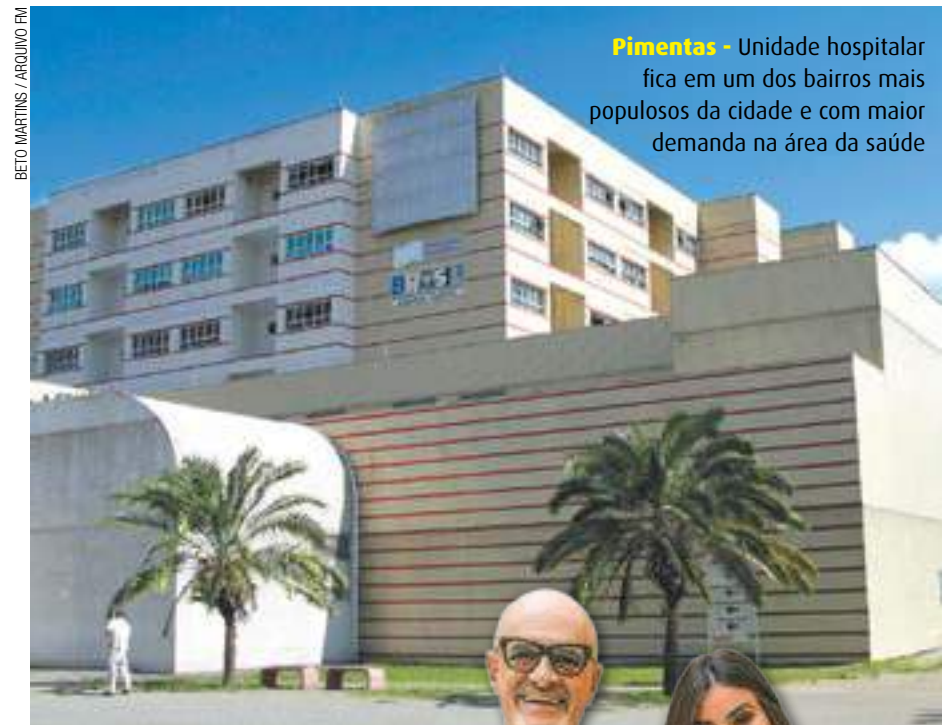 BETO MARTINS / ARQUIVO FM
Pimentas - Unidade hospitalar
fica em um dos bairros mais
populosos da cidade e com maior
demanda na área da saúde